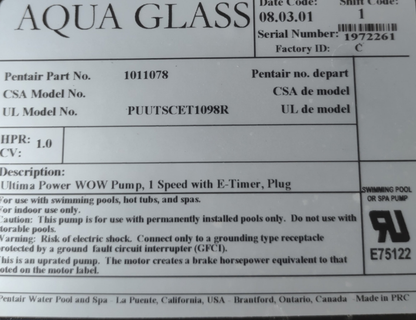 AQUA GLASS
Date Code: Shift Code:
08.03.01 1
Serial Number: 1972261
Factory ID: C
Pentair Part No. 1011078 Pentair no. depart
CSA Model No. CSA de model
UL Model No. PUUTSCET1098R UL de model
HPR: 1.0
CV:
Description:
Ultima Power WOW Pump, 1 Speed with E-Timer, Plug
For use with swimming pools, hot tubs, and spas.
For indoor use only.
Caution: This pump is for use with permanently installed pools only. Do not use with
storable pools.
Warning: Risk of electric shock. Connect only to a grounding type receptacle
protected by a ground fault circuit interrupter (GFCI).
This is an uprated pump. The motor creates a brake horsepower equivalent to that
noted on the motor label.
SWIMMING POOL
OR SPA PUMP
RU
E75122
Pentair Water Pool and Spa - La Puente, California, USA - Brantford, Ontario, Canada - Made in PRC